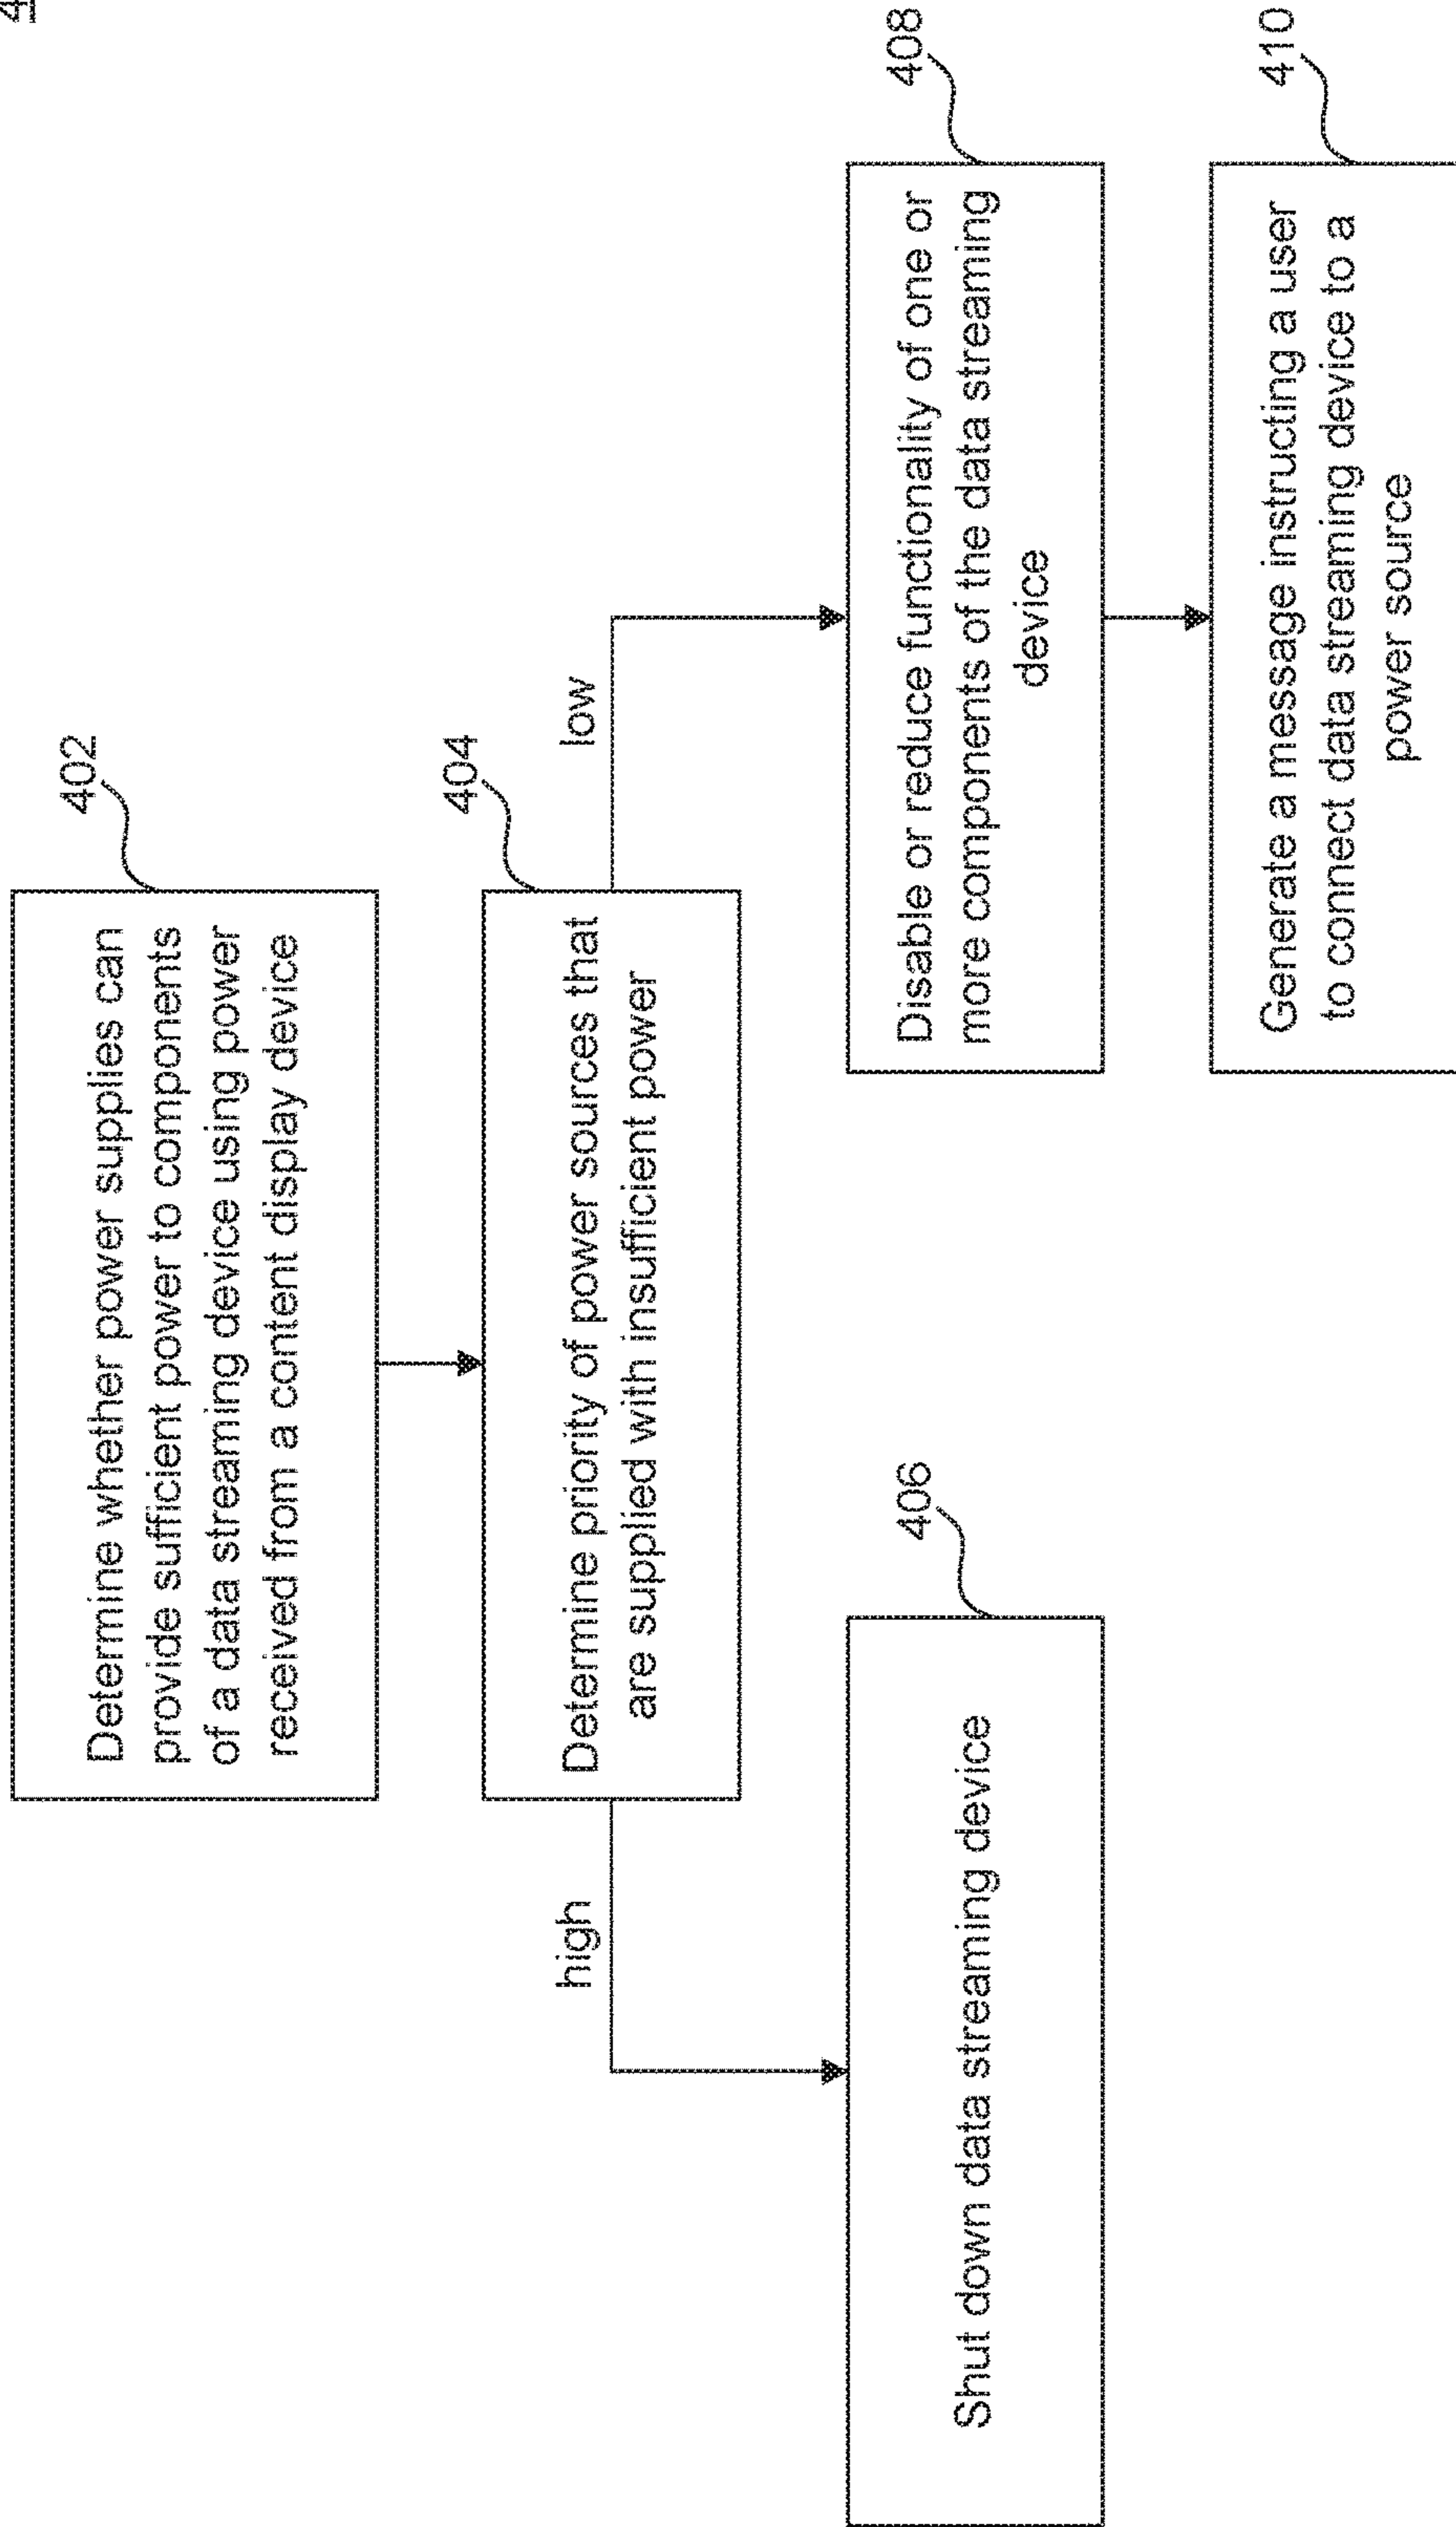 402
Determine whether power supplies can
provide sufficient power to components
of a data streaming device using power
received from a content display device
404
Determine priority of power sources that
are supplied with insufficient power
high
low
406
Shut down data streaming device
408
Disable or reduce functionality of one or
more components of the data streaming
device
410
Generate a message instructing a user
to connect data streaming device to a
power source